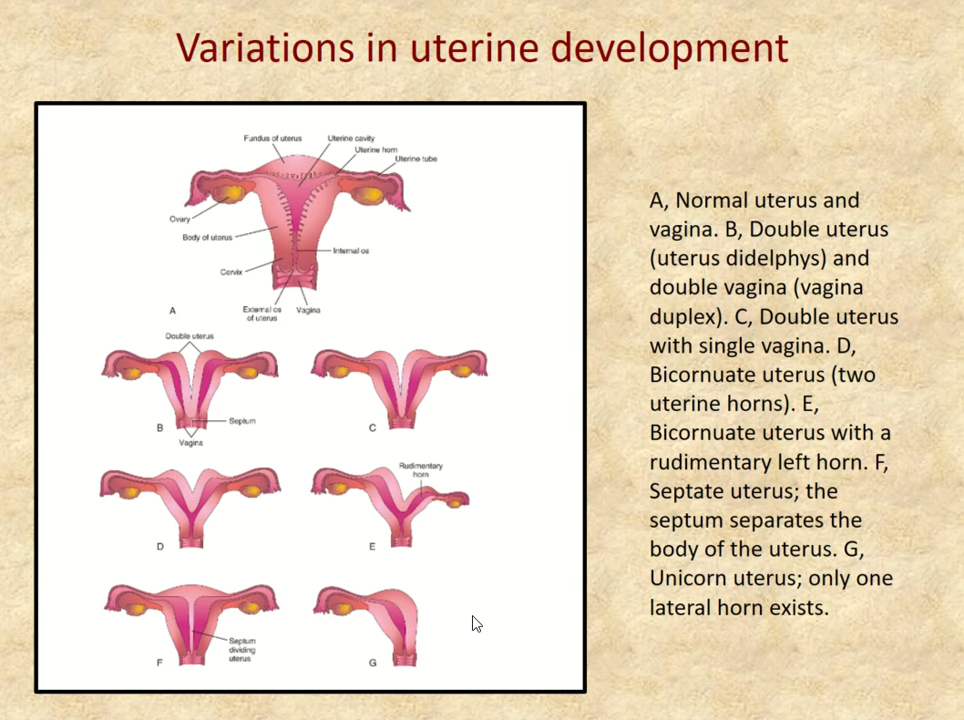 Variations in uterine development
Fundus of uterus
Uterine cavity
Uterine horn
Uterine tube
Ovary
Body of uterus
Internal os
Cervix
External os
of uterus
Vagina
A
Double uterus
Septum
B
Vagina
C
Rudimentary
horn
D
E
Septum
dividing
uterus
F
G
A, Normal uterus and
vagina. B, Double uterus
(uterus didelphys) and
double vagina (vagina
duplex). C, Double uterus
with single vagina. D,
Bicornuate uterus (two
uterine horns). E,
Bicornuate uterus with a
rudimentary left horn. F,
Septate uterus; the
septum separates the
body of the uterus. G,
Unicorn uterus; only one
lateral horn exists.